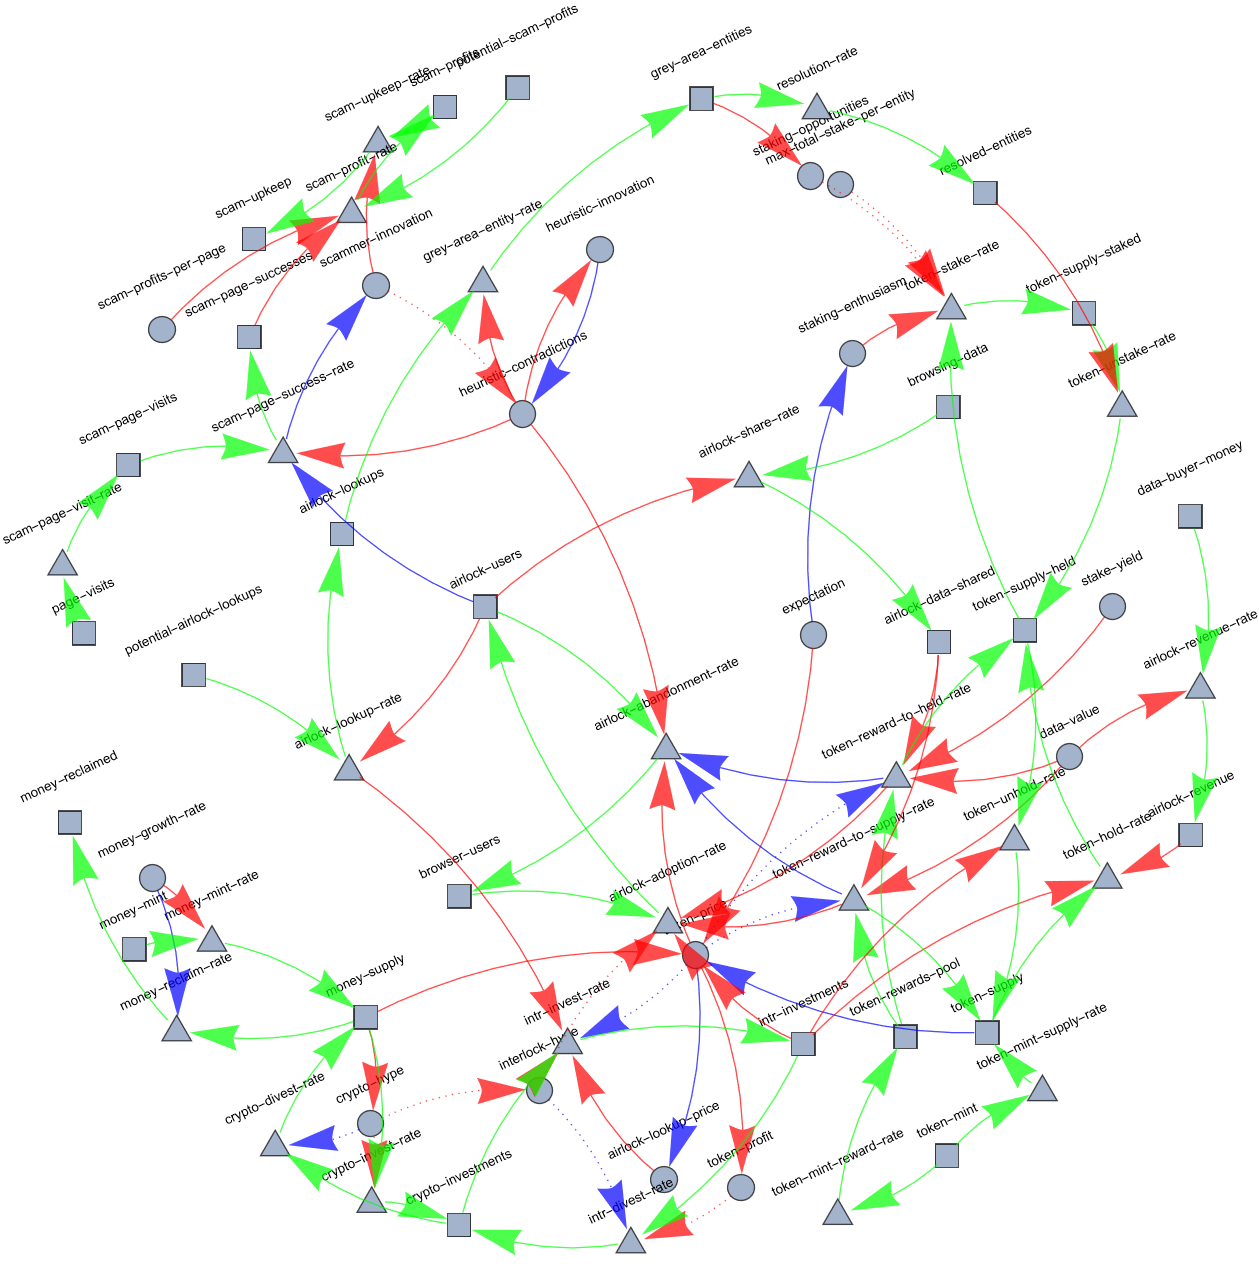 potential-scam-profits
scam-profits
scam-upkeep-rate
grey-area-entities
resolution-rate
staking-opportunities
max-total-stake-per-entity
resolved-entities
scam-profit-rate
scam-upkeep
scammer-innovation
grey-area-entity-rate
heuristic-innovation
scam-profits-per-page
scam-page-successes
token-stake-rate
token-supply-staked
staking-enthusiasm
browsing-data
token-unstake-rate
heuristic-contradictions
scam-page-success-rate
scam-page-visits
airlock-share-rate
data-buyer-money
airlock-lookups
scam-page-visit-rate
page-visits
airlock-users
potential-airlock-lookups
expectation
airlock-data-shared
token-supply-held
stake-yield
airlock-revenue-rate
airlock-lookup-rate
airlock-abandonment-rate
token-reward-to-held-rate
data-value
money-reclaimed
money-growth-rate
token-unhold-rate
airlock-revenue
token-hold-rate
browser-users
airlock-adoption-rate
token-reward-to-supply-rate
money-mint
money-mint-rate
token-price
money-reclaim-rate
money-supply
intr-invest-rate
intr-investments
token-rewards-pool
token-supply
token-mint-supply-rate
interlock-hype
crypto-divest-rate
crypto-hype
airlock-lookup-price
token-profit
token-mint
token-mint-reward-rate
crypto-invest-rate
crypto-investments
intr-divest-rate